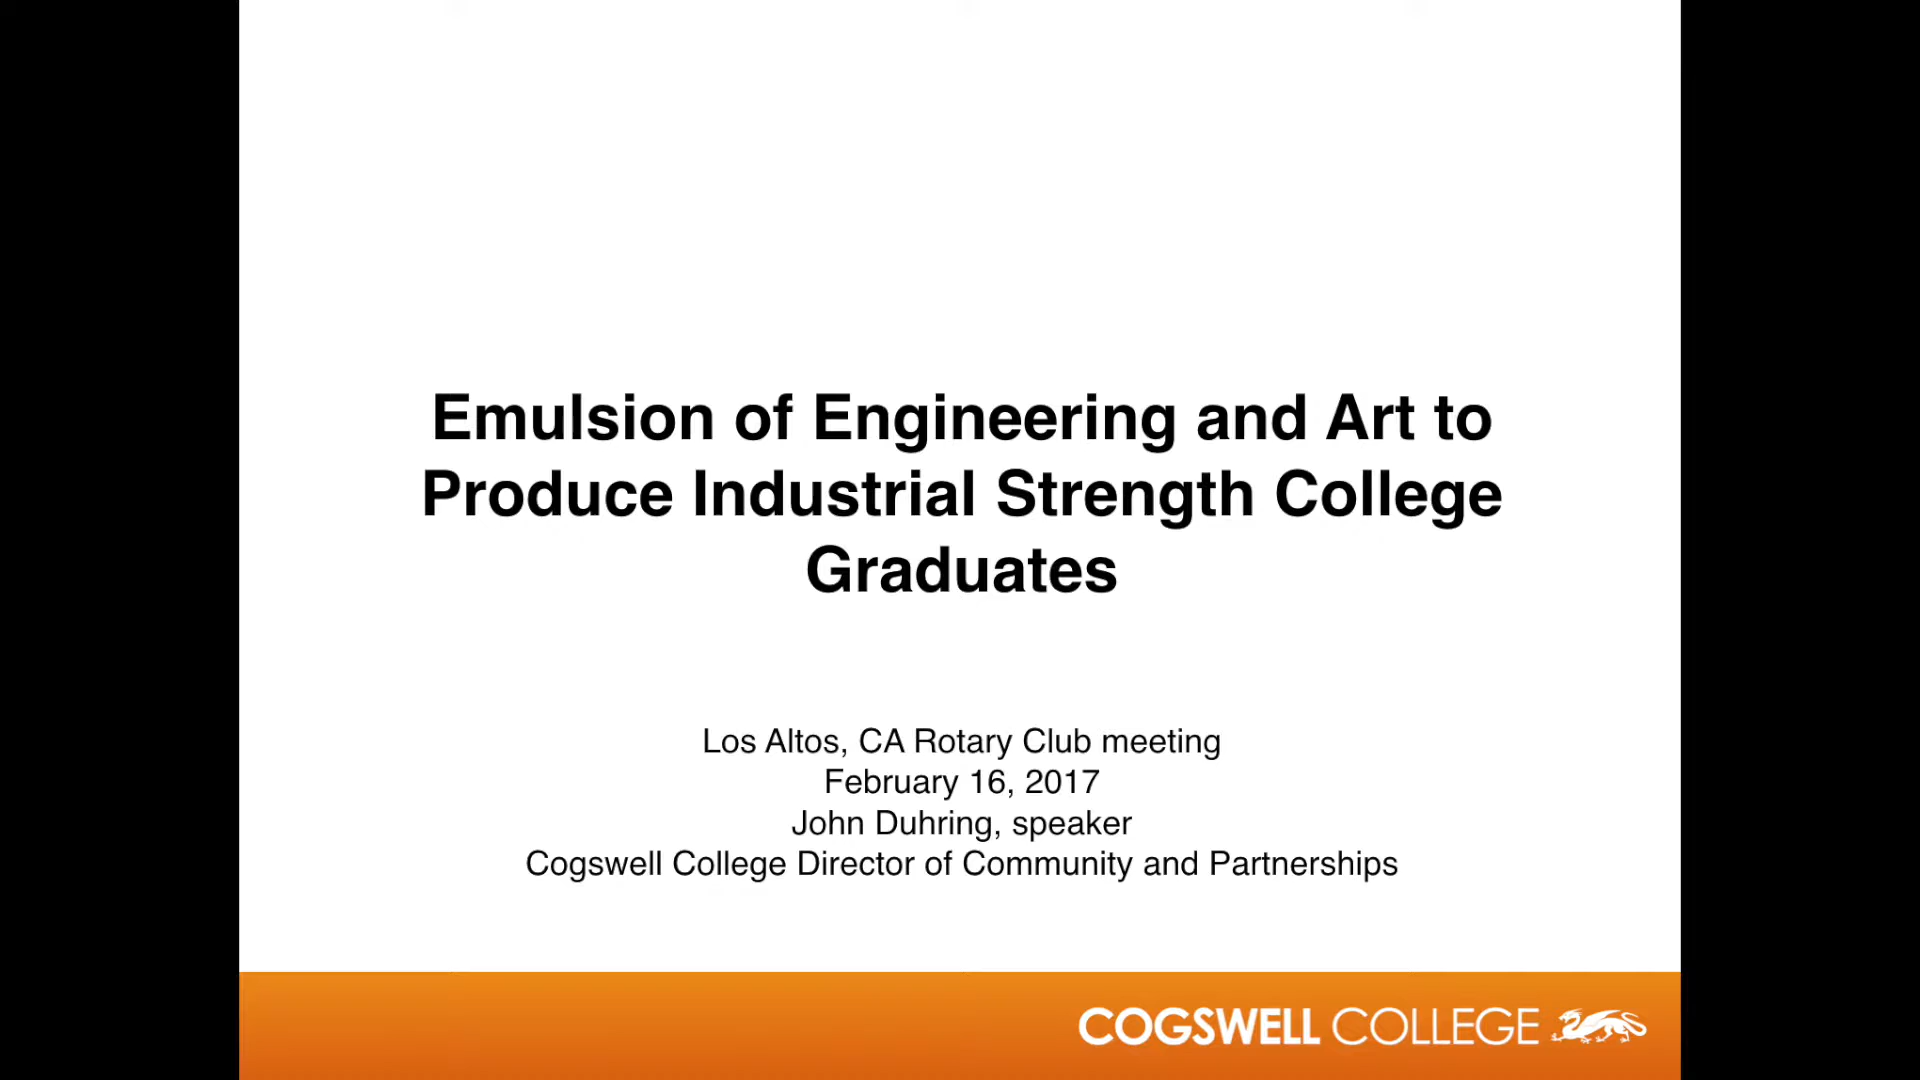 Emulsion of Engineering and Art to
Produce Industrial Strength College
Graduates
Los Altos, CA Rotary Club meeting
February 16, 2017
John Duhring, speaker
Cogswell College Director of Community and Partnerships
COGSWELL COLLEGE